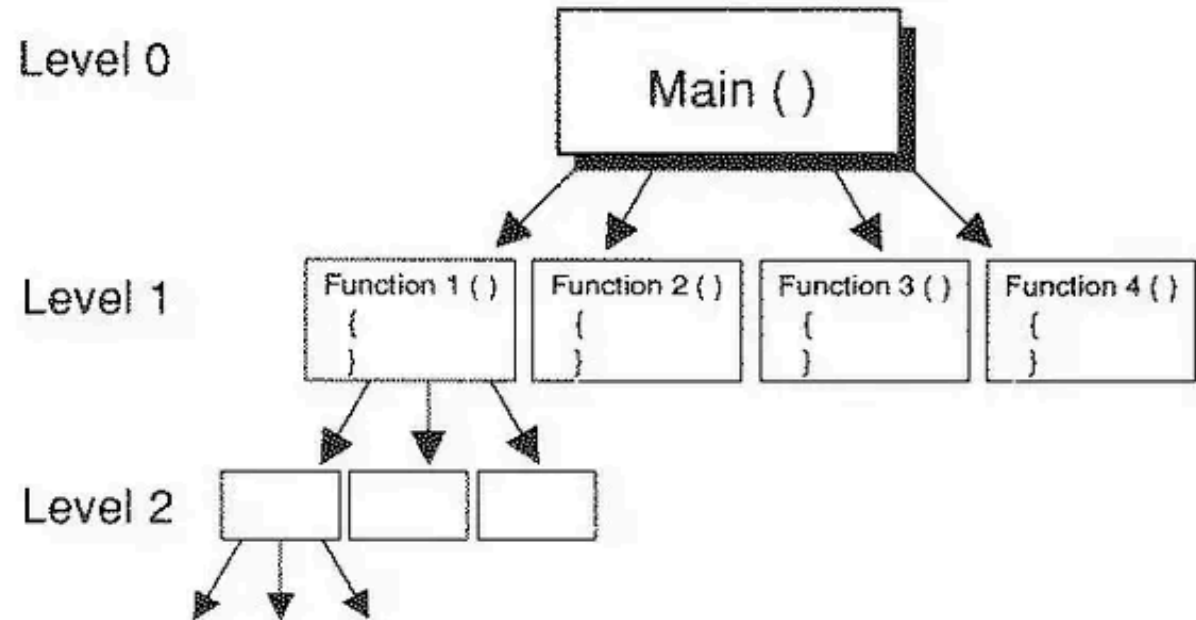 Level 0
Main ( )
Level 1
Function 1 ( )
{
}
Function 2 ( )
{
}
Function 3 ( )
{
}
Function 4 ( )
{
}
Level 2